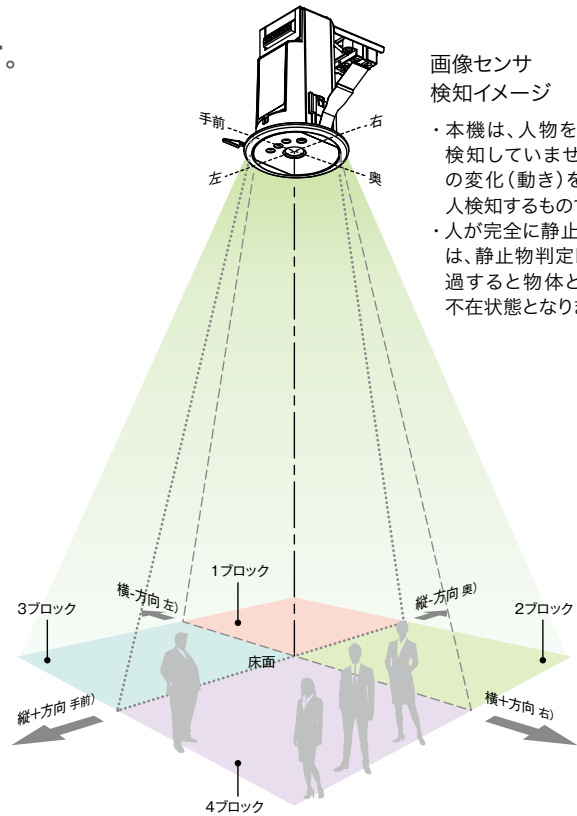 。
画像センサ
検知イメージ
・本機は、人物を
検知していませ
の変化(動き)を
人検知するもので
・人が完全に静止
は、静止物判定
過すると物体と
不在状態となりま
手前
右
左
奥
1ブロック
横-方向 左)
縦-方向 奥)
3ブロック
2ブロック
床面
縦+方向 手前)
横+方向 右)
4ブロック